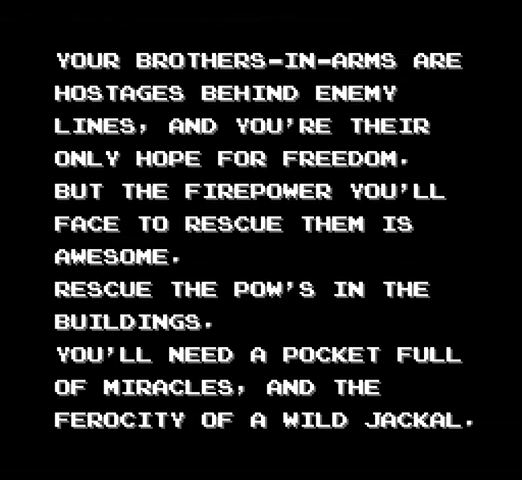 YOUR BROTHERS-IN-ARMS ARE
HOSTAGES BEHIND ENEMY
LINES, AND YOU'RE THEIR
ONLY HOPE FOR FREEDOM.
BUT THE FIREPOWER YOU'LL
FACE TO RESCUE THEM IS
AWESOME.
RESCUE THE POW'S IN THE
BUILDINGS.
YOU'LL NEED A POCKET FULL
OF MIRACLES, AND THE
FEROCITY OF A WILD JACKAL.